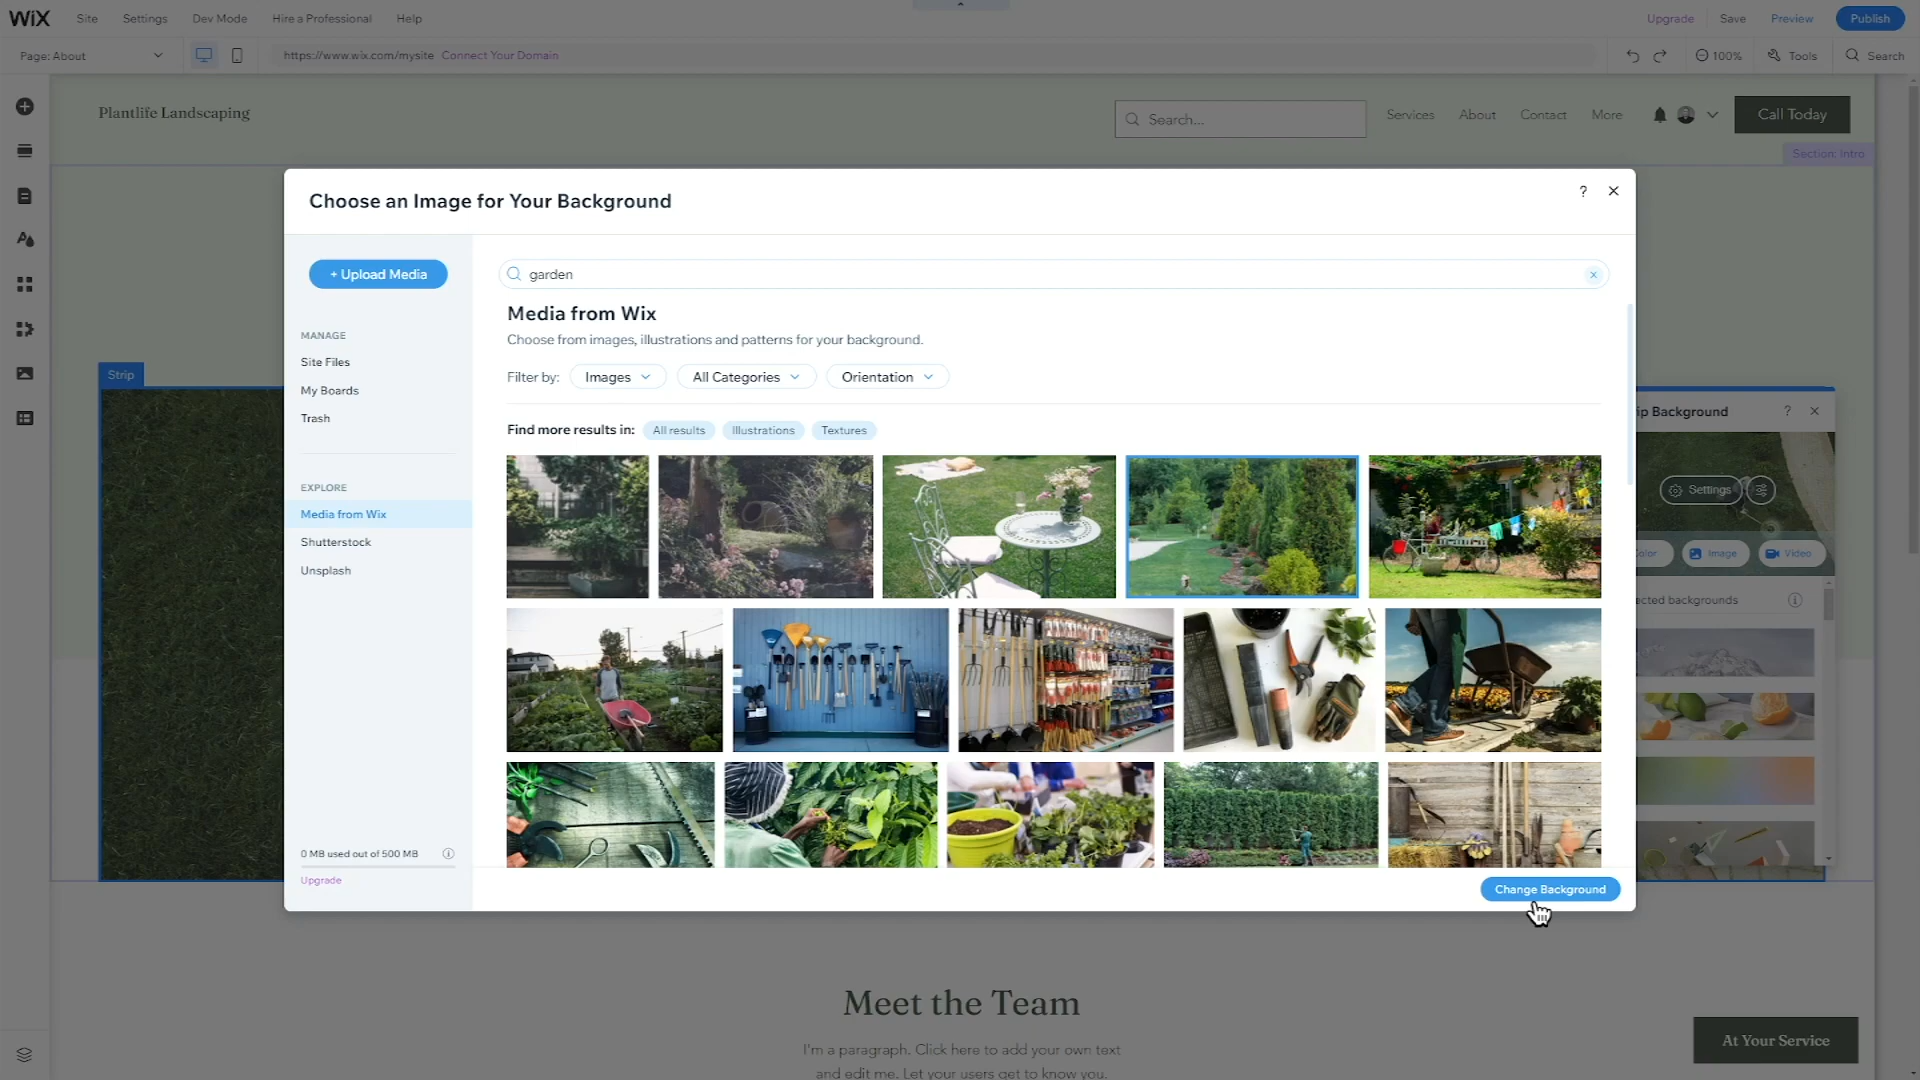 WiX Site Settings Dev Mode Hire a Professional Help Upgrade Save Preview Publish
Page: About https://www.wix.com/mysite Connect Your Domain 100% Tools Search
Plantlife Landscaping Search... Services About Contact More Call Today
Section: Intro
Choose an Image for Your Background ?
+ Upload Media
garden
MANAGE
Site Files
My Boards
Trash
EXPLORE
Media from Wix
Shutterstock
Unsplash
0 MB used out of 500 MB
Upgrade
Media from Wix
Choose from images, illustrations and patterns for your background.
Filter by: Images All Categories Orientation
Find more results in: All results Illustrations Textures
Change Background
Strip
ip Background ?
Settings
olor Image Video
ected backgrounds
Meet the Team
I'm a paragraph. Click here to add your own text
and edit me. Let your users get to know you.
At Your Service